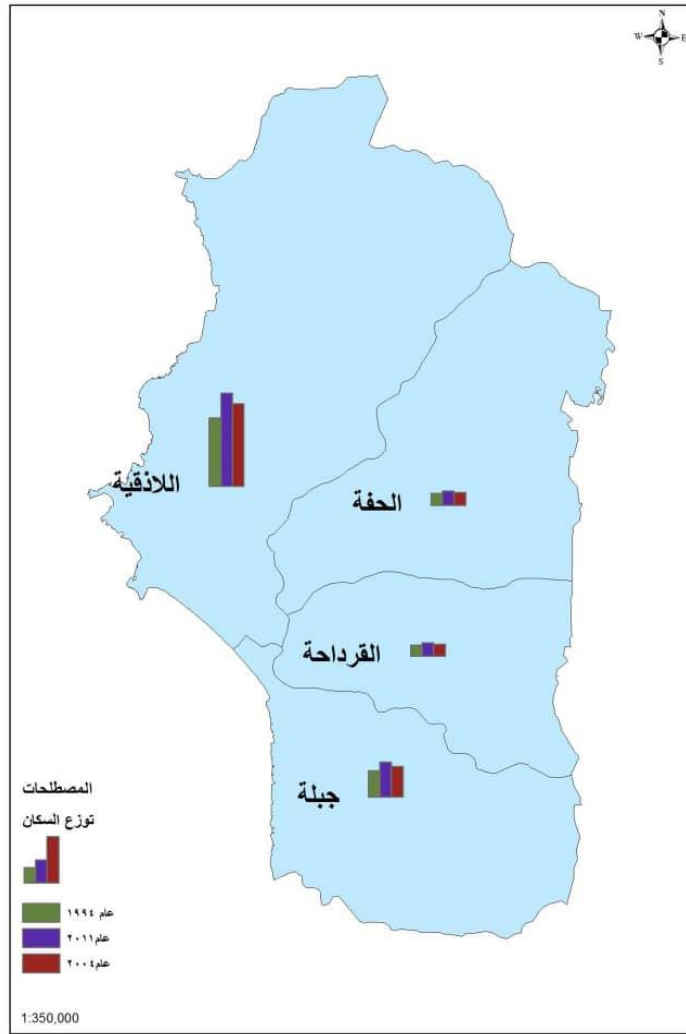 N
W E
S
اللاذقية
الحفة
القرداحة
جبلة
المصطلحات
توزع السكان
عام ١٩٩٤
عام٢٠١١
عام٢٠٠٤
1:350,000